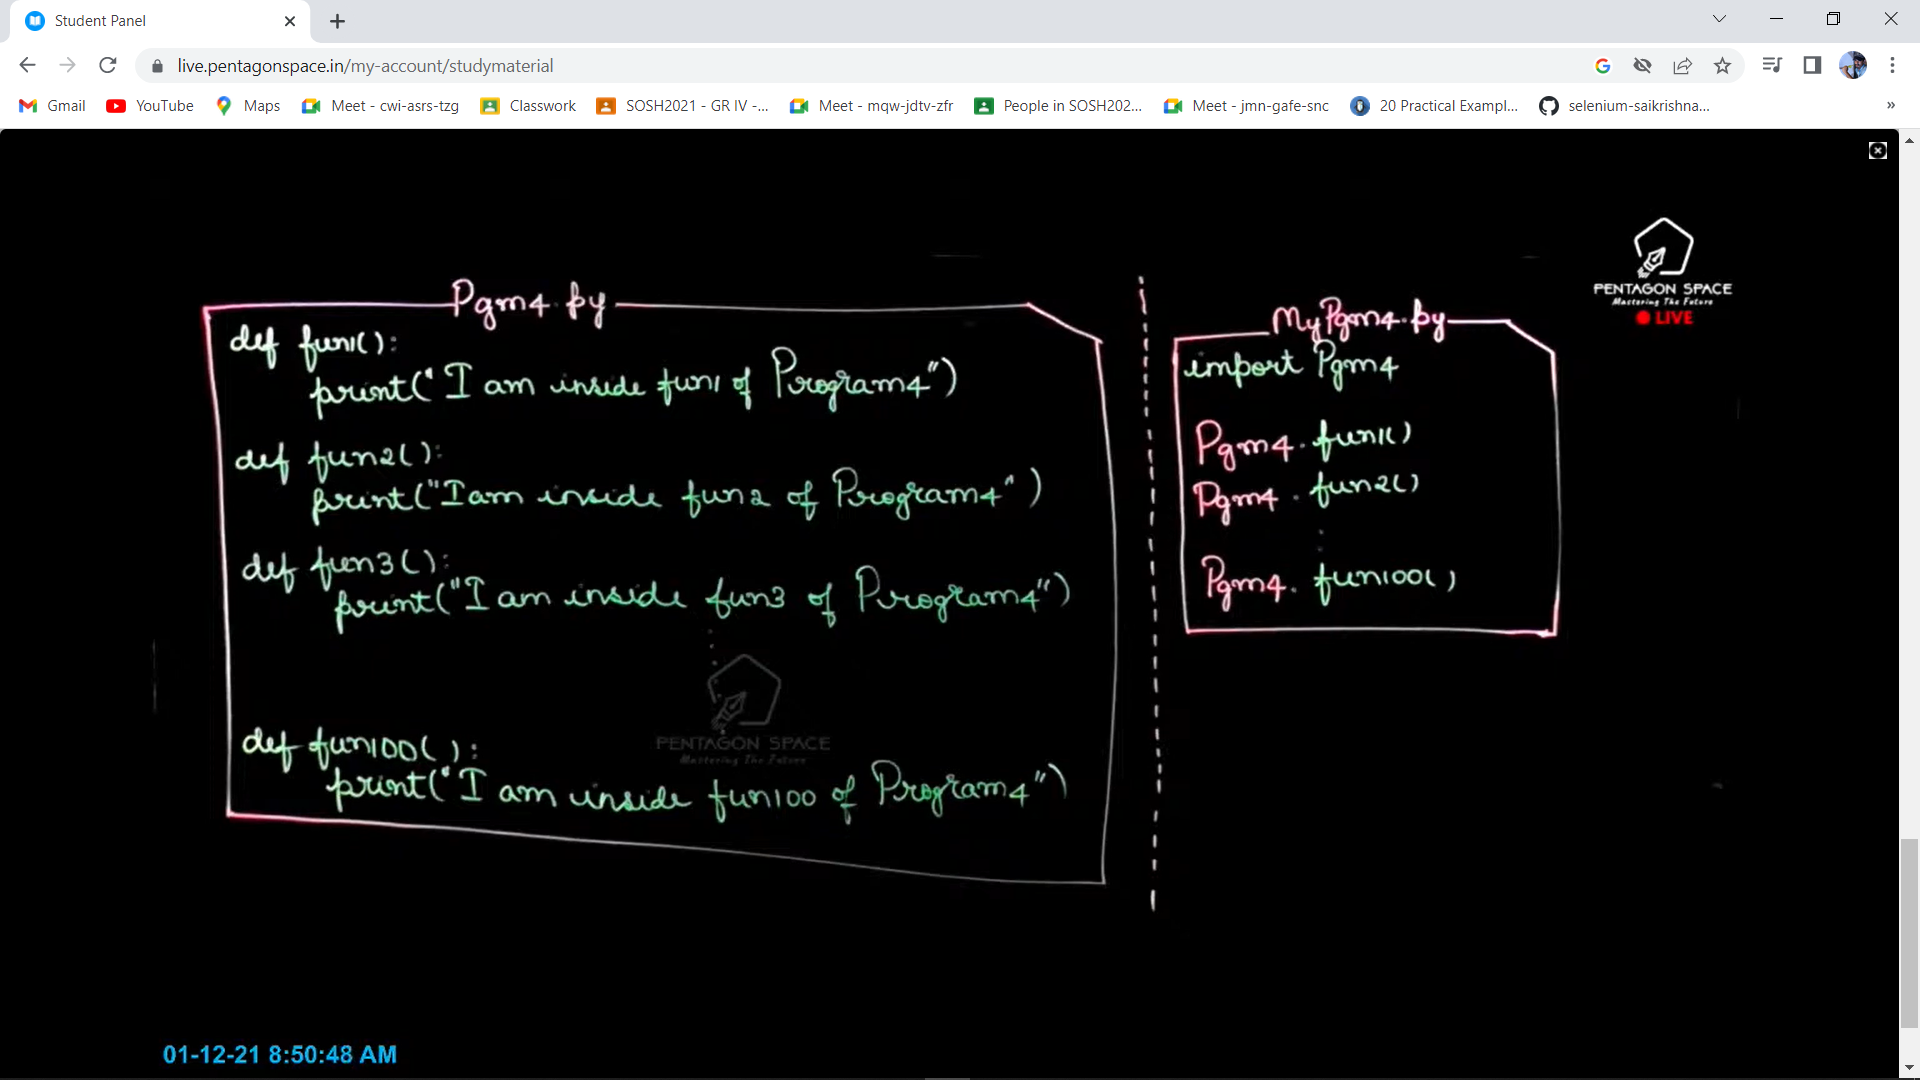 Student Panel
live.pentagonspace.in/my-account/studymaterial
Gmail
YouTube
Maps
Meet - cwi-asrs-tzg
Classwork
SOSH2021 - GR IV -...
Meet - mqw-jdtv-zfr
People in SOSH202...
Meet - jmn-gafe-snc
20 Practical Exampl...
selenium-saikrishna...
»
PENTAGON SPACE
Mastering The Future
LIVE
Pgm4.py
def fun1():
print("I am inside fun1 of Program4")
def fun2():
print("I am inside fun2 of Program4")
def fun3():
print("I am inside fun3 of Program4")
PENTAGON SPACE
Mastering The Future
def fun100():
print("I am inside fun100 of Program4")
MyPgm4.py
import Pgm4
Pgm4.fun1()
Pgm4.fun2()
Pgm4.fun100()
01-12-21 8:50:48 AM